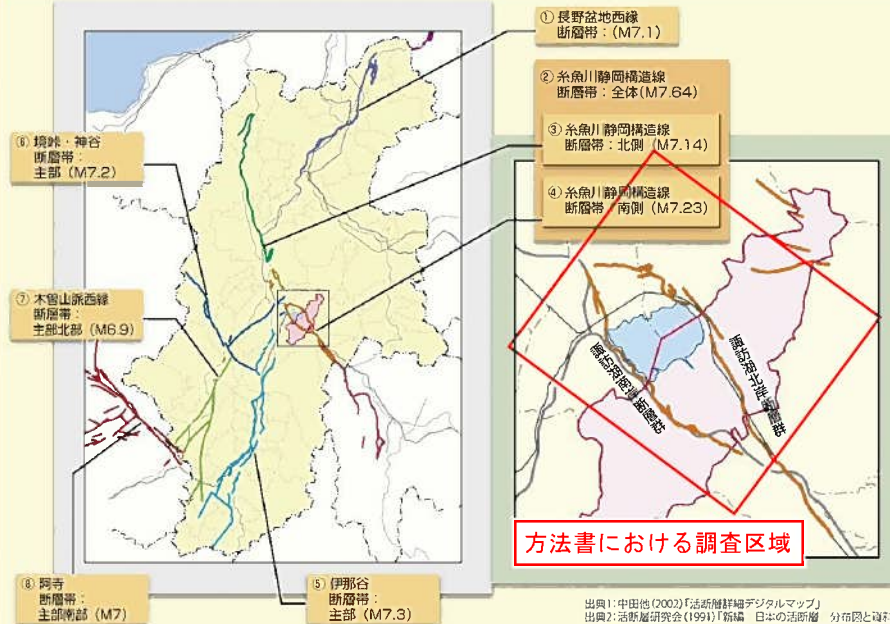 ① 長野盆地西縁
断層帯：(M7.1)
② 糸魚川静岡構造線
断層帯：全体(M7.64)
③ 糸魚川静岡構造線
断層帯：北側 (M7.14)
④ 糸魚川静岡構造線
断層帯：南側 (M7.23)
⑥ 境峠・神谷
断層帯：
主部 (M7.2)
⑦ 木曽山脈西縁
断層帯：
主部北部 (M6.9)
⑧ 阿寺
断層帯：
主部南部 (M7)
⑤ 伊那谷
断層帯：
主部 (M7.3)
諏訪湖南岸断層群
諏訪湖北岸断層群
方法書における調査区域
出典1：中田他(2002)「活断層詳細デジタルマップ」
出典2：活断層研究会(1991)「新編 日本の活断層 分布図と資料